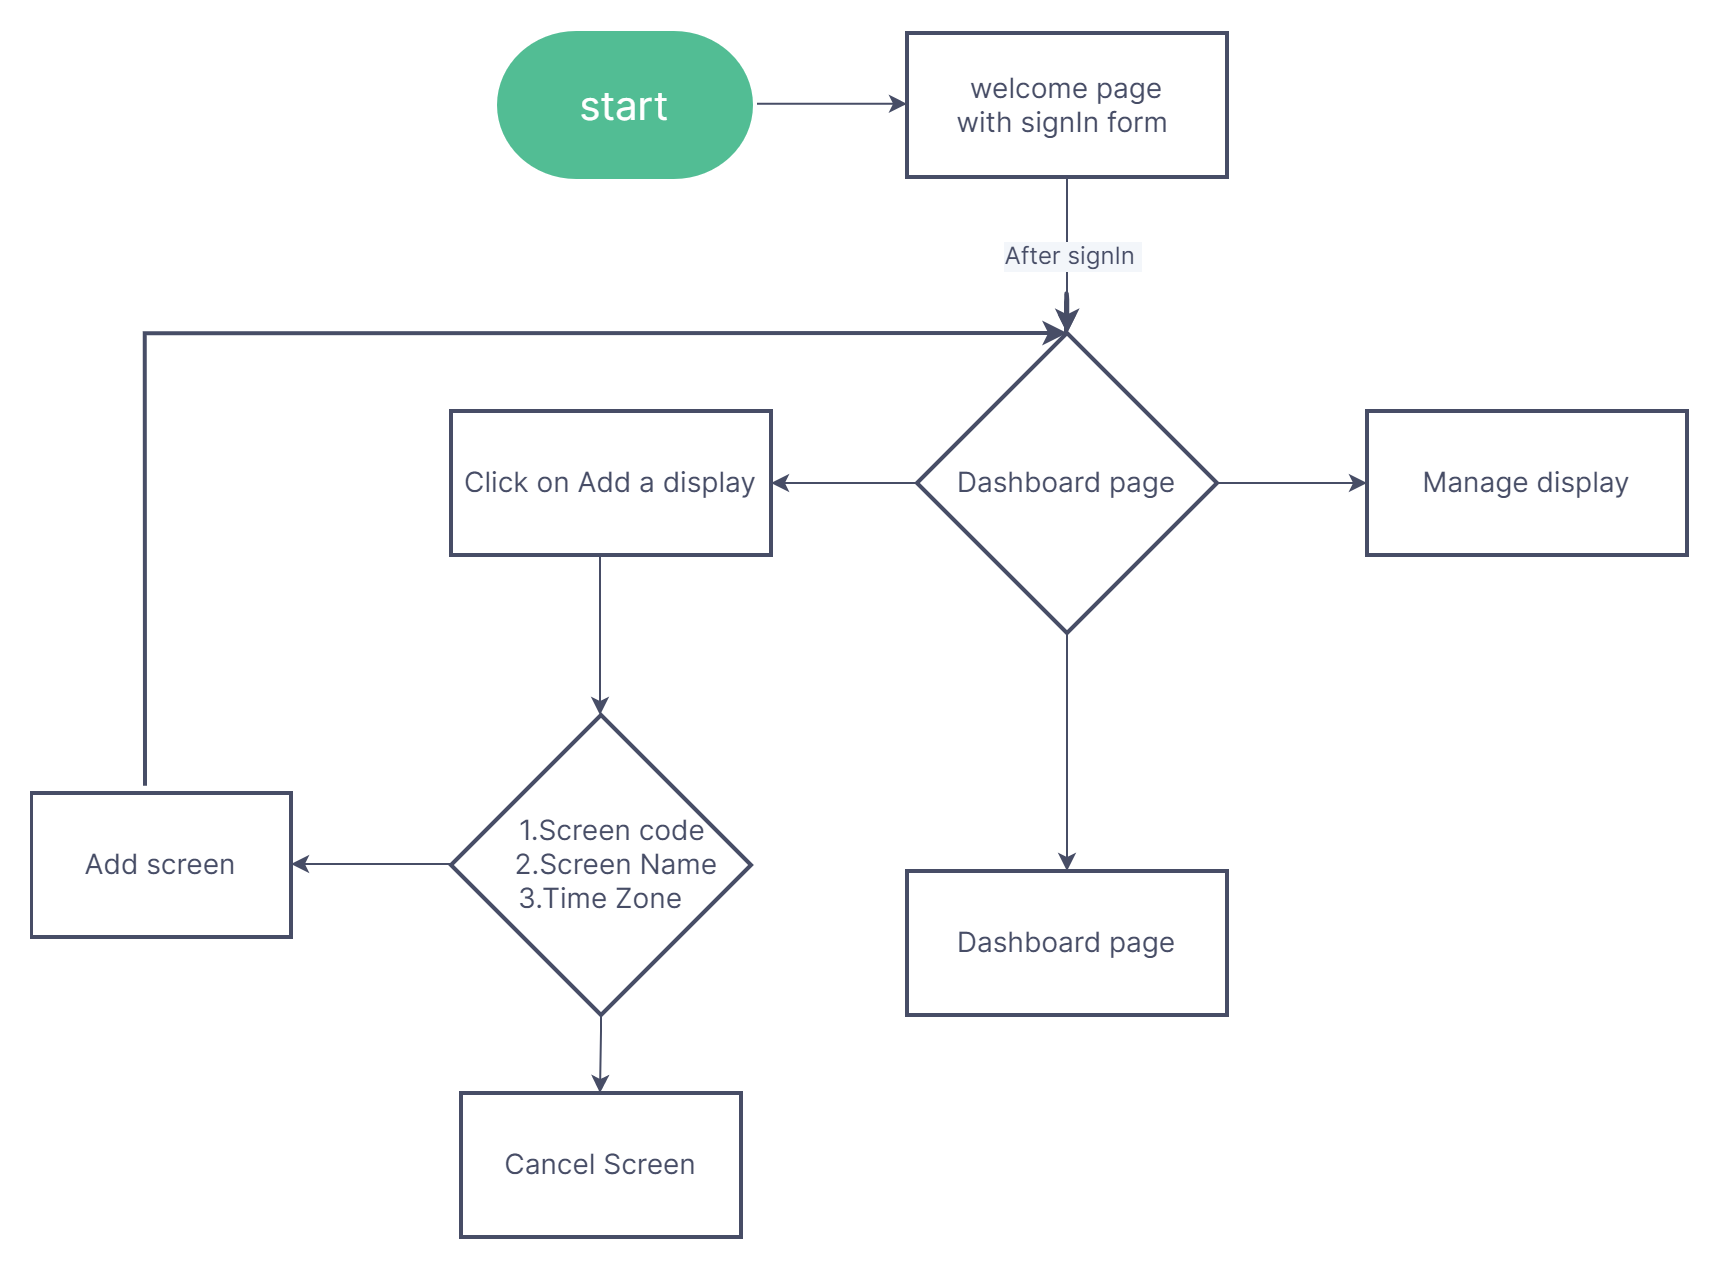 start
welcome page
with signIn form
After signIn
Click on Add a display
Dashboard page
Manage display
1.Screen code
2.Screen Name
3.Time Zone
Add screen
Dashboard page
Cancel Screen